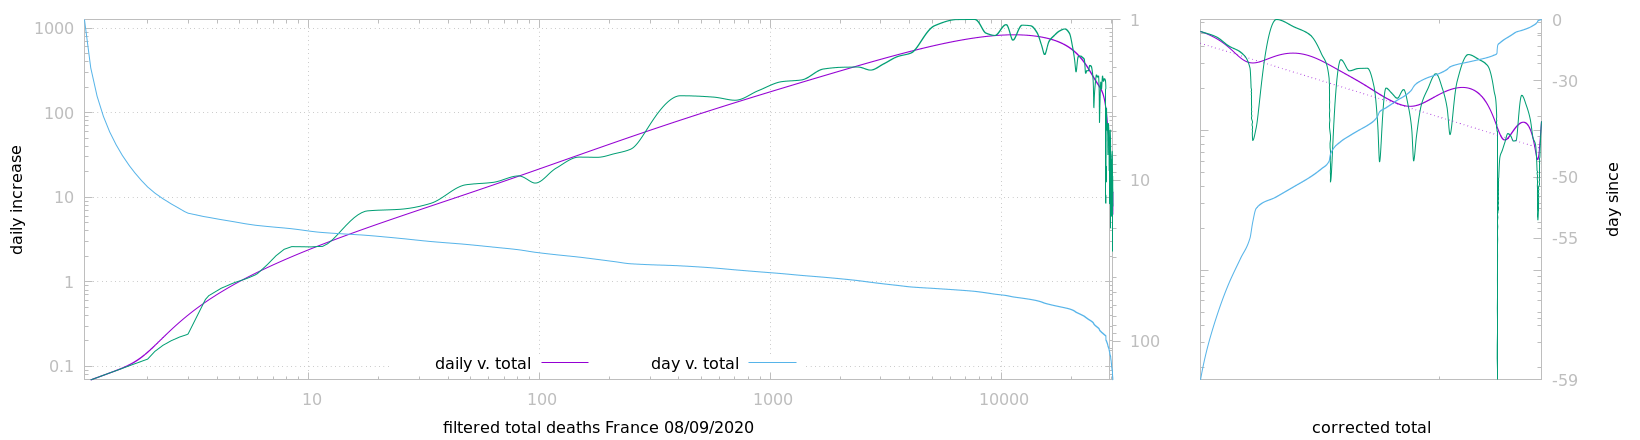 1000
100
10
1
0.1
daily increase
daily v. total
day v. total
10
100
1000
10000
filtered total deaths France 08/09/2020
1
10
100
0
-30
-50
-55
-59
day since
corrected total